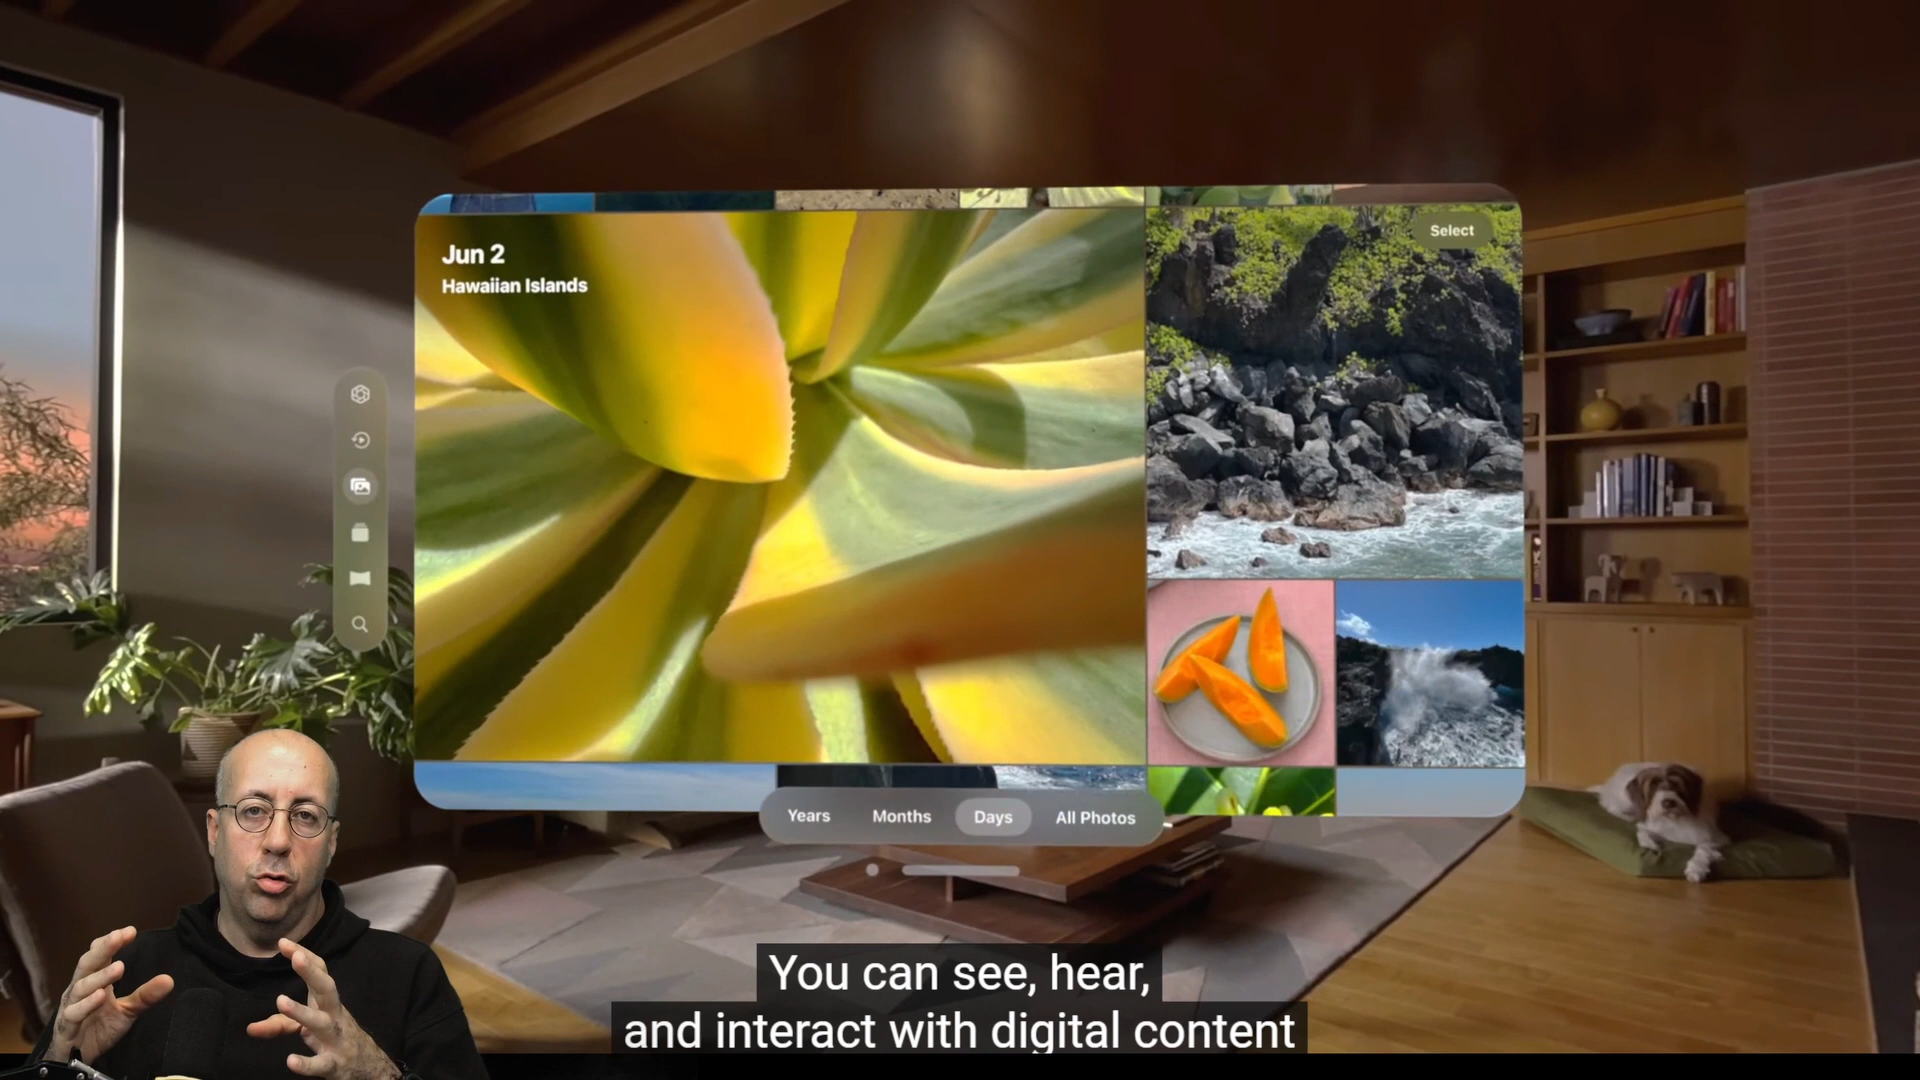 Jun 2
Hawaiian Islands
Select
Years
Months
Days
All Photos
You can see, hear,
and interact with digital content